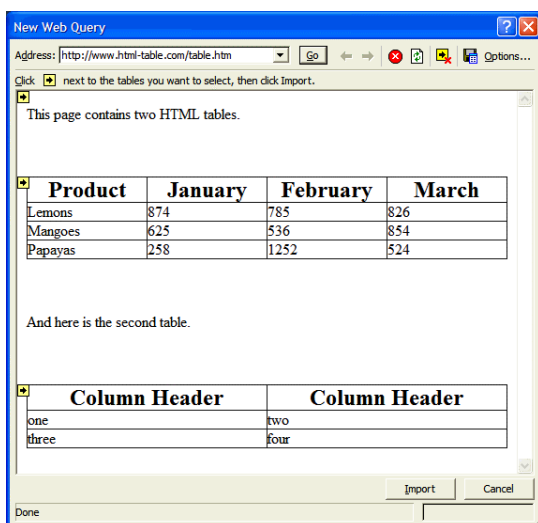 New Web Query
Address: http://www.html-table.com/table.htm Go Options...
Click next to the tables you want to select, then click Import.
This page contains two HTML tables.
Product January February March
Lemons 874 785 826
Mangoes 625 536 854
Papayas 258 1252 524
And here is the second table.
Column Header Column Header
one two
three four
Import Cancel
Done